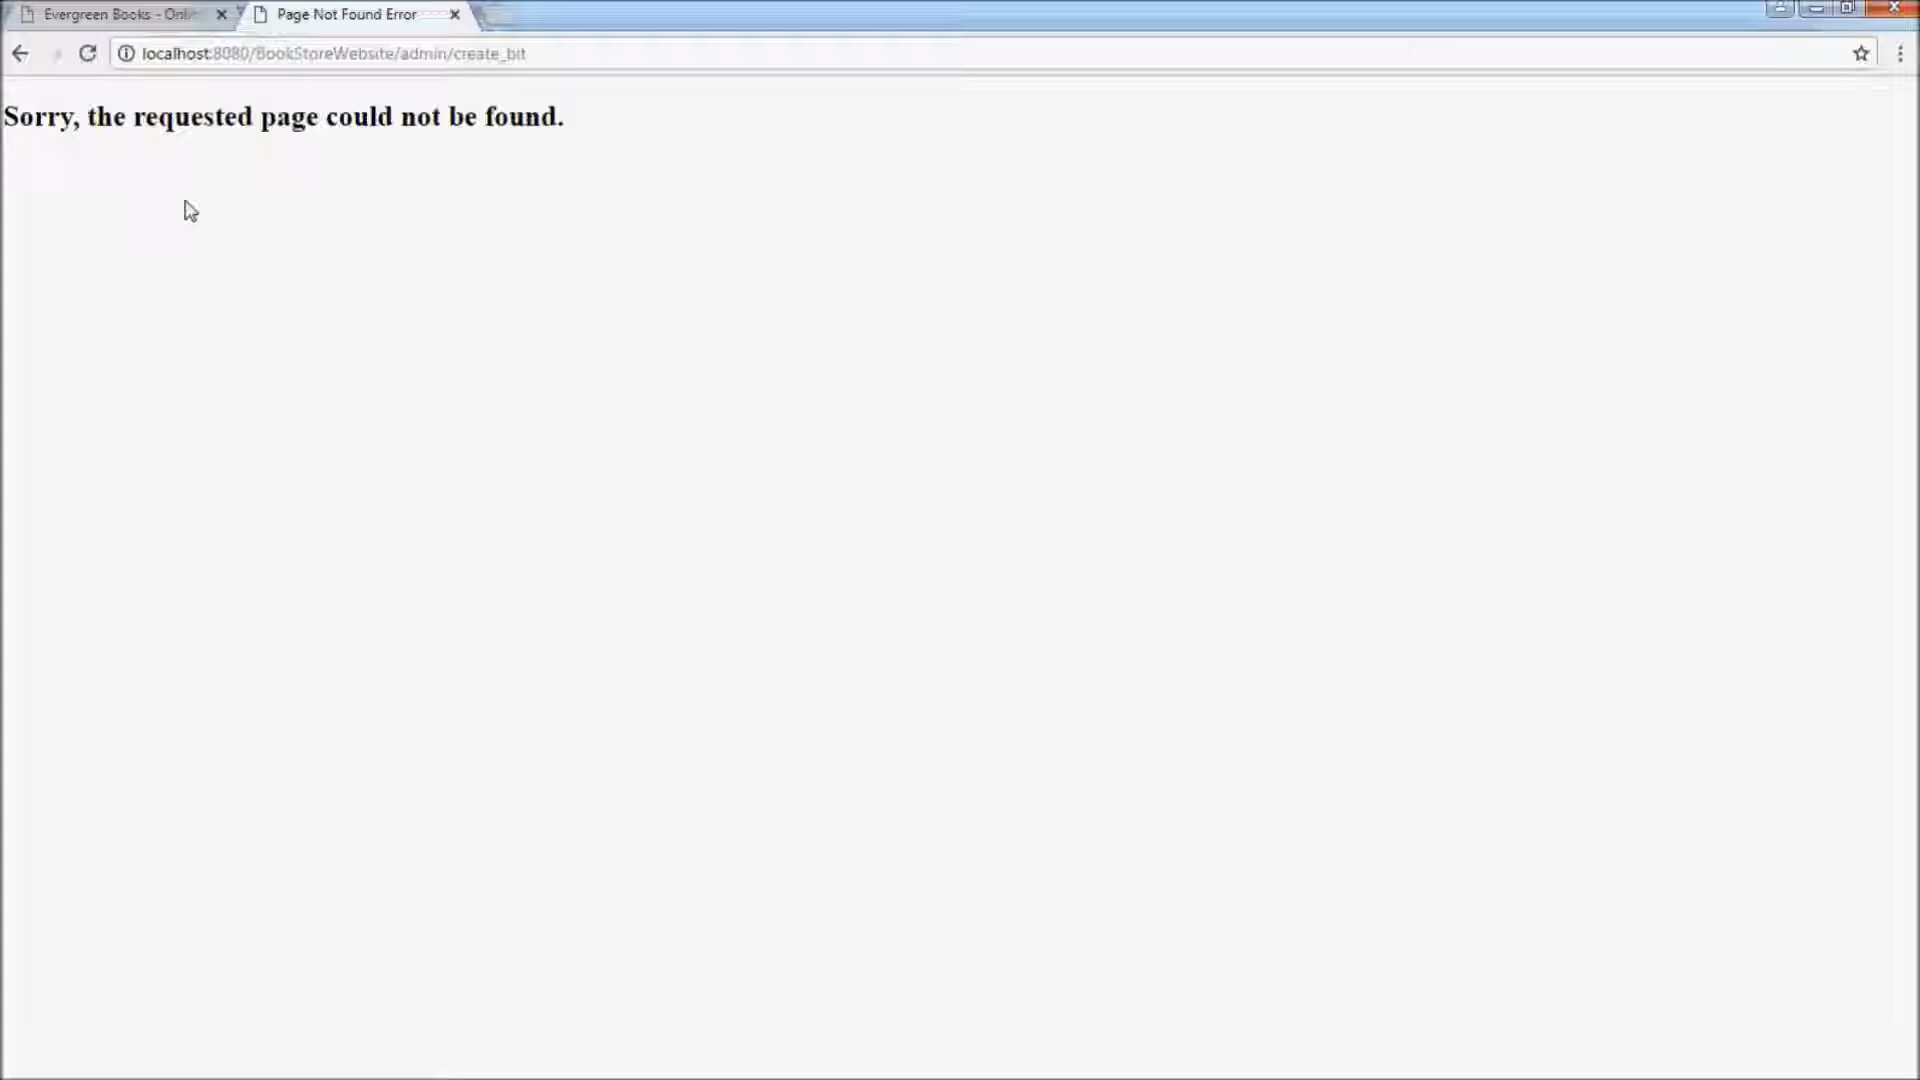 Evergreen Books - Onli
Page Not Found Error
localhost:8080/BookStoreWebsite/admin/create_bit
Sorry, the requested page could not be found.